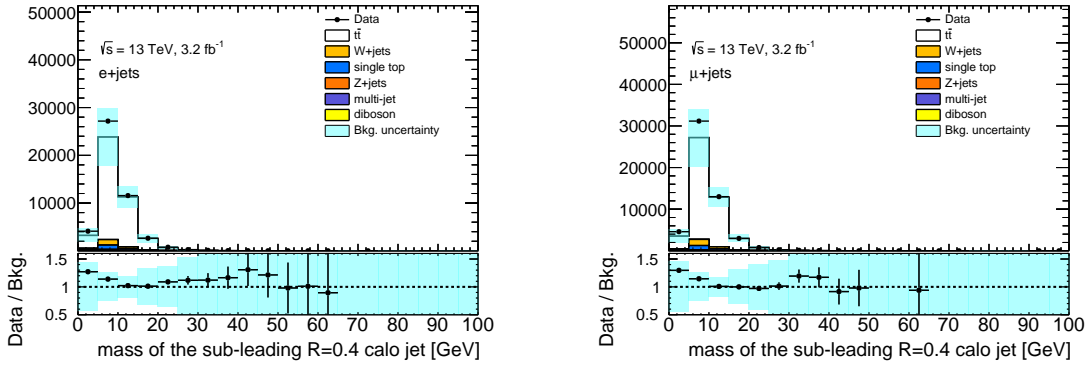 50000
40000
30000
20000
10000
√s = 13 TeV, 3.2 fb⁻¹
e+jets
Data
tt̄
W+jets
single top
Z+jets
multi-jet
diboson
Bkg. uncertainty
Data / Bkg.
1.5
1
0.5
0 10 20 30 40 50 60 70 80 90 100
mass of the sub-leading R=0.4 calo jet [GeV]
50000
40000
30000
20000
10000
√s = 13 TeV, 3.2 fb⁻¹
μ+jets
Data
tt̄
W+jets
single top
Z+jets
multi-jet
diboson
Bkg. uncertainty
Data / Bkg.
1.5
1
0.5
0 10 20 30 40 50 60 70 80 90 100
mass of the sub-leading R=0.4 calo jet [GeV]